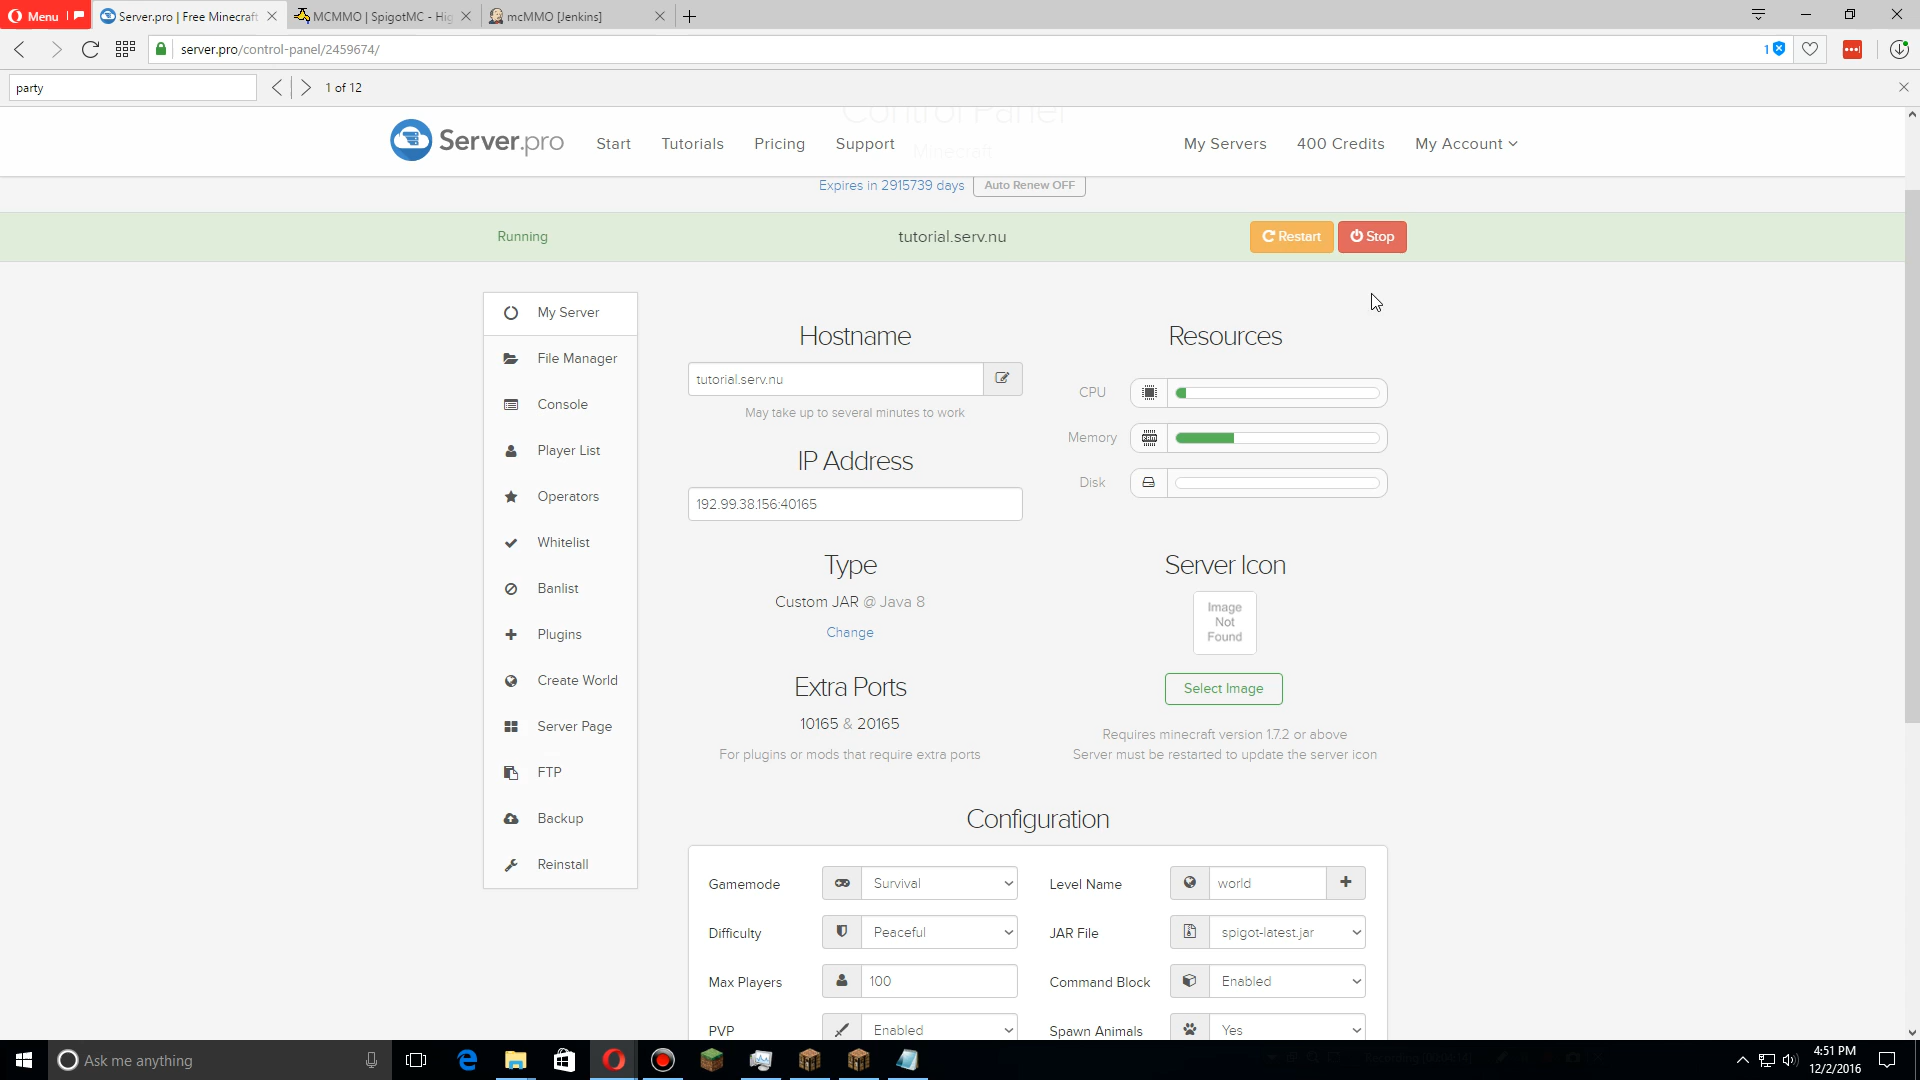 Menu
Server.pro | Free Minecraft
MCMMO | SpigotMC - Hig
mcMMO [Jenkins]
server.pro/control-panel/2459674/
1
party
1 of 12
Control Panel
Minecraft
Server.pro
Start
Tutorials
Pricing
Support
My Servers
400 Credits
My Account
Expires in 2915739 days
Auto Renew OFF
Running
tutorial.serv.nu
Restart
Stop
My Server
File Manager
Console
Player List
Operators
Whitelist
Banlist
Plugins
Create World
Server Page
FTP
Backup
Reinstall
Hostname
tutorial.serv.nu
May take up to several minutes to work
IP Address
192.99.38.156:40165
Type
Custom JAR @ Java 8
Change
Extra Ports
10165 & 20165
For plugins or mods that require extra ports
Resources
CPU
Memory
Disk
Server Icon
Image
Not
Found
Select Image
Requires minecraft version 1.7.2 or above
Server must be restarted to update the server icon
Configuration
Gamemode
Survival
Level Name
world
Difficulty
Peaceful
JAR File
spigot-latest.jar
Max Players
100
Command Block
Enabled
PVP
Enabled
Spawn Animals
Yes
Ask me anything
4:51 PM
12/2/2016